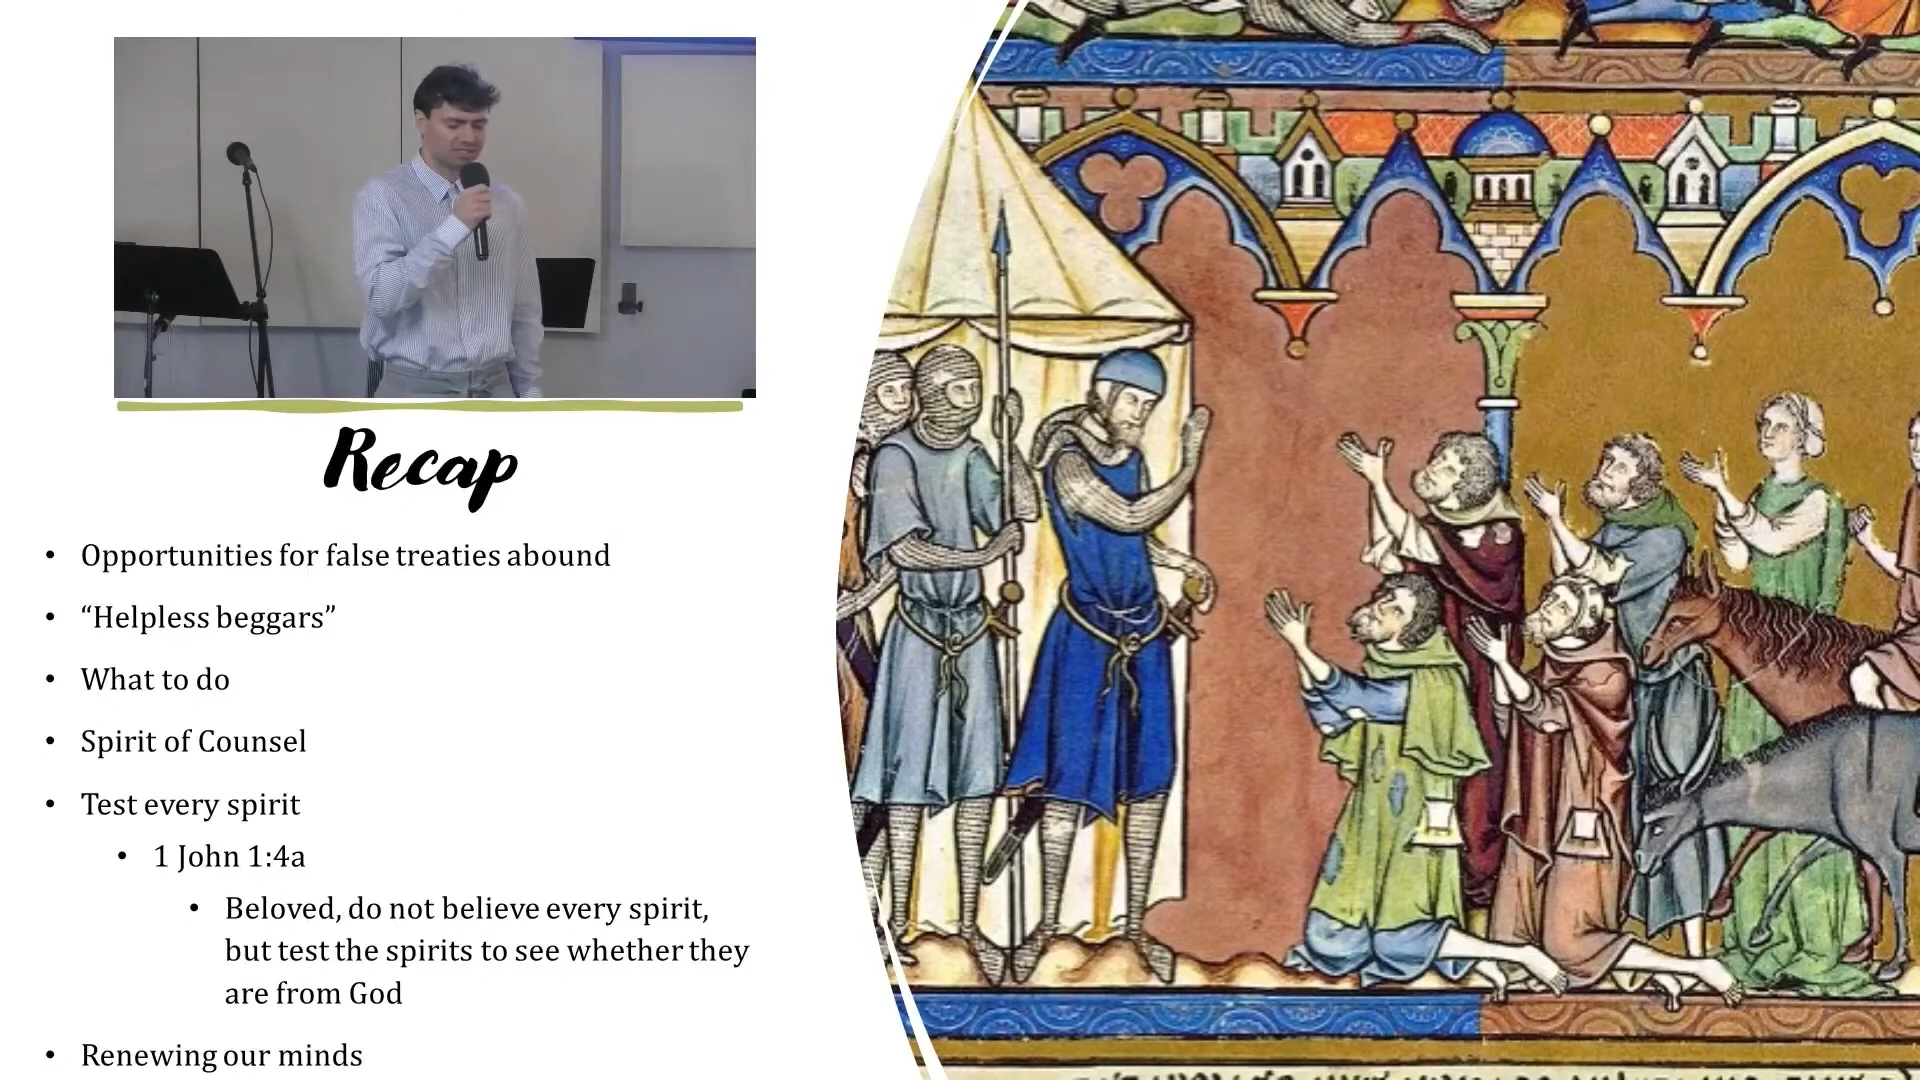 Recap
• Opportunities for false treaties abound
• “Helpless beggars”
• What to do
• Spirit of Counsel
• Test every spirit
• 1 John 1:4a
• Beloved, do not believe every spirit,
but test the spirits to see whether they
are from God
• Renewing our minds